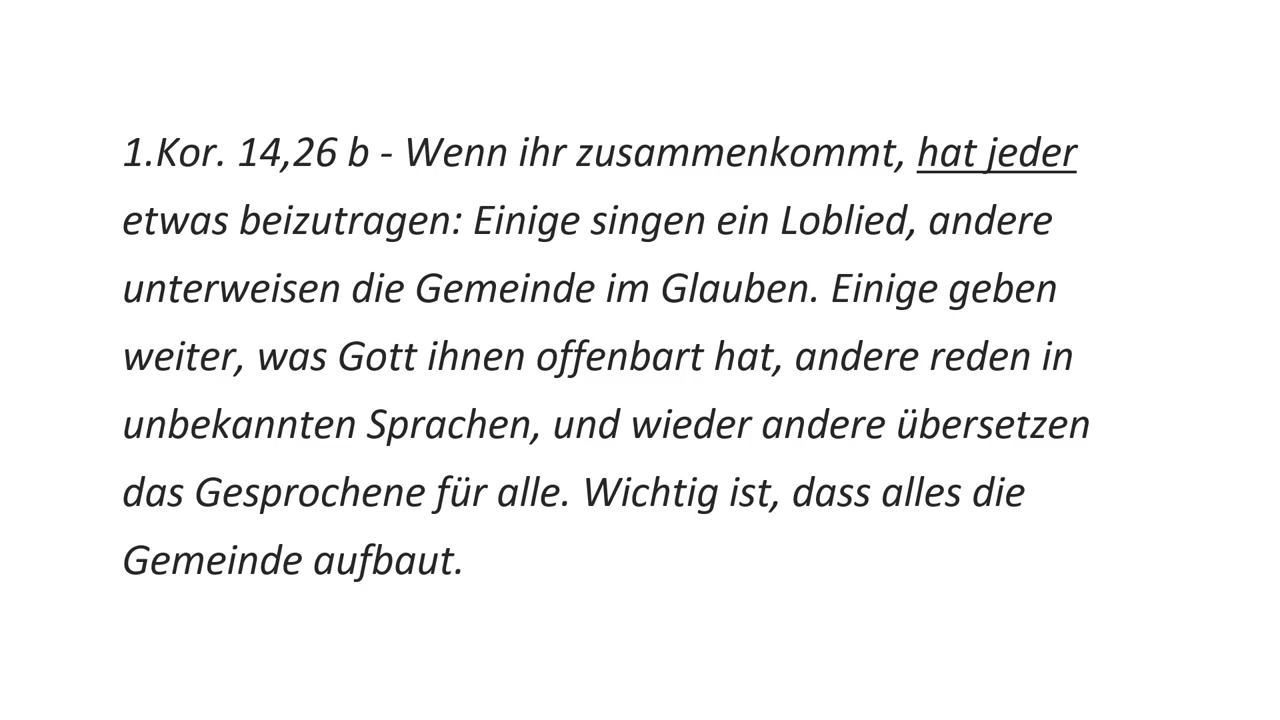 1.Kor. 14,26 b - Wenn ihr zusammenkommt, hat jeder
etwas beizutragen: Einige singen ein Loblied, andere
unterweisen die Gemeinde im Glauben. Einige geben
weiter, was Gott ihnen offenbart hat, andere reden in
unbekannten Sprachen, und wieder andere übersetzen
das Gesprochene für alle. Wichtig ist, dass alles die
Gemeinde aufbaut.